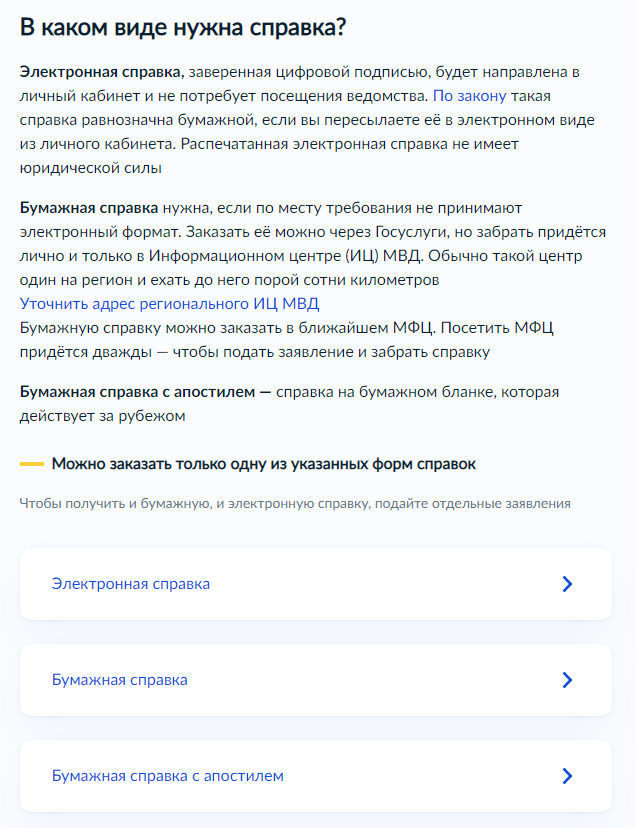 В каком виде нужна справка?
Электронная справка, заверенная цифровой подписью, будет направлена в
личный кабинет и не потребует посещения ведомства. По закону такая
справка равнозначна бумажной, если вы пересылаете её в электронном виде
из личного кабинета. Распечатанная электронная справка не имеет
юридической силы
Бумажная справка нужна, если по месту требования не принимают
электронный формат. Заказать её можно через Госуслуги, но забрать придётся
лично и только в Информационном центре (ИЦ) МВД. Обычно такой центр
один на регион и ехать до него порой сотни километров
Уточнить адрес регионального ИЦ МВД
Бумажную справку можно заказать в ближайшем МФЦ. Посетить МФЦ
придётся дважды — чтобы подать заявление и забрать справку
Бумажная справка с апостилем — справка на бумажном бланке, которая
действует за рубежом
Можно заказать только одну из указанных форм справок
Чтобы получить и бумажную, и электронную справку, подайте отдельные заявления
Электронная справка
Бумажная справка
Бумажная справка с апостилем